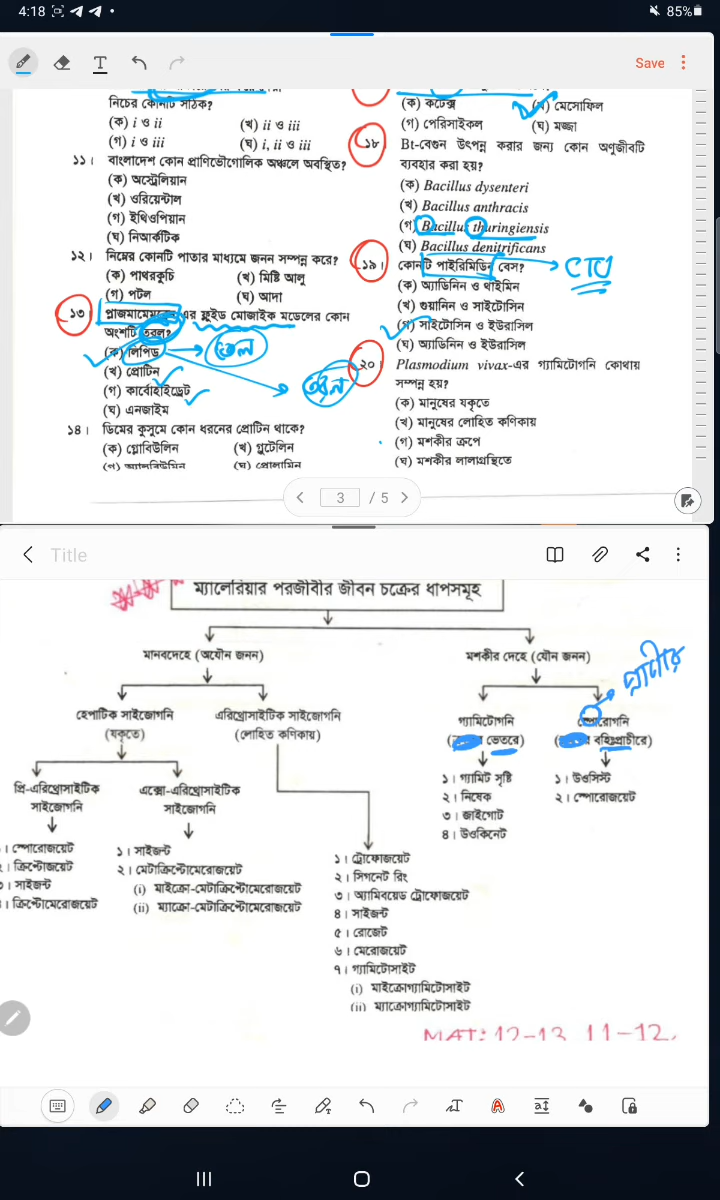 4:18
85%
T
Save
নিচের কোনটি সঠিক?
(ক) i ও ii
(খ) ii ও iii
(গ) i ও iii
(ঘ) i, ii ও iii
১১। বাংলাদেশ কোন প্রাণিভৌগোলিক অঞ্চলে অবস্থিত?
(ক) অস্ট্রেলিয়ান
(খ) ওরিয়েন্টাল
(গ) ইথিওপিয়ান
(ঘ) নিআর্কটিক
১২। নিম্নের কোনটি পাতার মাধ্যমে জনন সম্পন্ন করে?
(ক) পাথরকুচি
(খ) মিষ্টি আলু
(গ) পটল
(ঘ) আদা
১৩। প্লাজমামেমব্রেন এর ফ্লুইড মোজাইক মডেলের কোন
অংশটি তরল?
(ক) লিপিড
(খ) প্রোটিন
(গ) কার্বোহাইড্রেট
(ঘ) এনজাইম
তরল
১৪। ডিমের কুসুমে কোন ধরনের প্রোটিন থাকে?
(ক) গ্লোবিউলিন
(খ) গ্লুটেলিন
(গ) অ্যালবিউমিন
(ঘ) প্রোলামিন
(ক) কর্টেক্স
(খ) মেসোফিল
(গ) পেরিসাইকল
(ঘ) মজ্জা
১৮। Bt-বেগুন উৎপন্ন করার জন্য কোন অণুজীবটি
ব্যবহার করা হয়?
(ক) Bacillus dysenteri
(খ) Bacillus anthracis
(গ) Bacillus thuringiensis
(ঘ) Bacillus denitrificans
১৯। কোনটি পাইরিমিডিন বেস?
CTU
(ক) অ্যাডিনিন ও থাইমিন
(খ) গুয়ানিন ও সাইটোসিন
(গ) সাইটোসিন ও ইউরাসিল
(ঘ) অ্যাডিনিন ও ইউরাসিল
২০। Plasmodium vivax-এর গ্যামিটোগনি কোথায়
সম্পন্ন হয়?
(ক) মানুষের যকৃতে
(খ) মানুষের লোহিত কণিকায়
(গ) মশকীর ক্রপে
(ঘ) মশকীর লালাগ্রন্থিতে
3 / 5
Title
ম্যালেরিয়ার পরজীবীর জীবন চক্রের ধাপসমূহ
মানবদেহে (অযৌন জনন)
মশকীর দেহে (যৌন জনন)
প্রাচীর
হেপাটিক সাইজোগনি
(যকৃতে)
এরিথ্রোসাইটিক সাইজোগনি
(লোহিত কণিকায়)
গ্যামিটোগনি
ভেতরে)
স্পোরোগনি
বহিঃপ্রাচীরে)
প্রি-এরিথ্রোসাইটিক
সাইজোগনি
এক্সো-এরিথ্রোসাইটিক
সাইজোগনি
১। গ্যামিট সৃষ্টি
২। নিষেক
৩। জাইগোট
৪। উওকিনেট
১। উওসিস্ট
২। স্পোরোজয়েট
। স্পোরোজয়েট
। ক্রিপ্টোজয়েট
। সাইজন্ট
। ক্রিপ্টোমেরোজয়েট
১। সাইজন্ট
২। মেটাক্রিপ্টোমেরোজয়েট
(i) মাইক্রো-মেটাক্রিপ্টোমেরোজয়েট
(ii) ম্যাক্রো-মেটাক্রিপ্টোমেরোজয়েট
১। ট্রোফোজয়েট
২। সিগনেট রিং
৩। অ্যামিবয়েড ট্রোফোজয়েট
৪। সাইজন্ট
৫। রোজেট
৬। মেরোজয়েট
৭। গ্যামিটোসাইট
(i) মাইক্রোগ্যামিটোসাইট
(ii) ম্যাক্রোগ্যামিটোসাইট
MAT: 12-13 11-12,